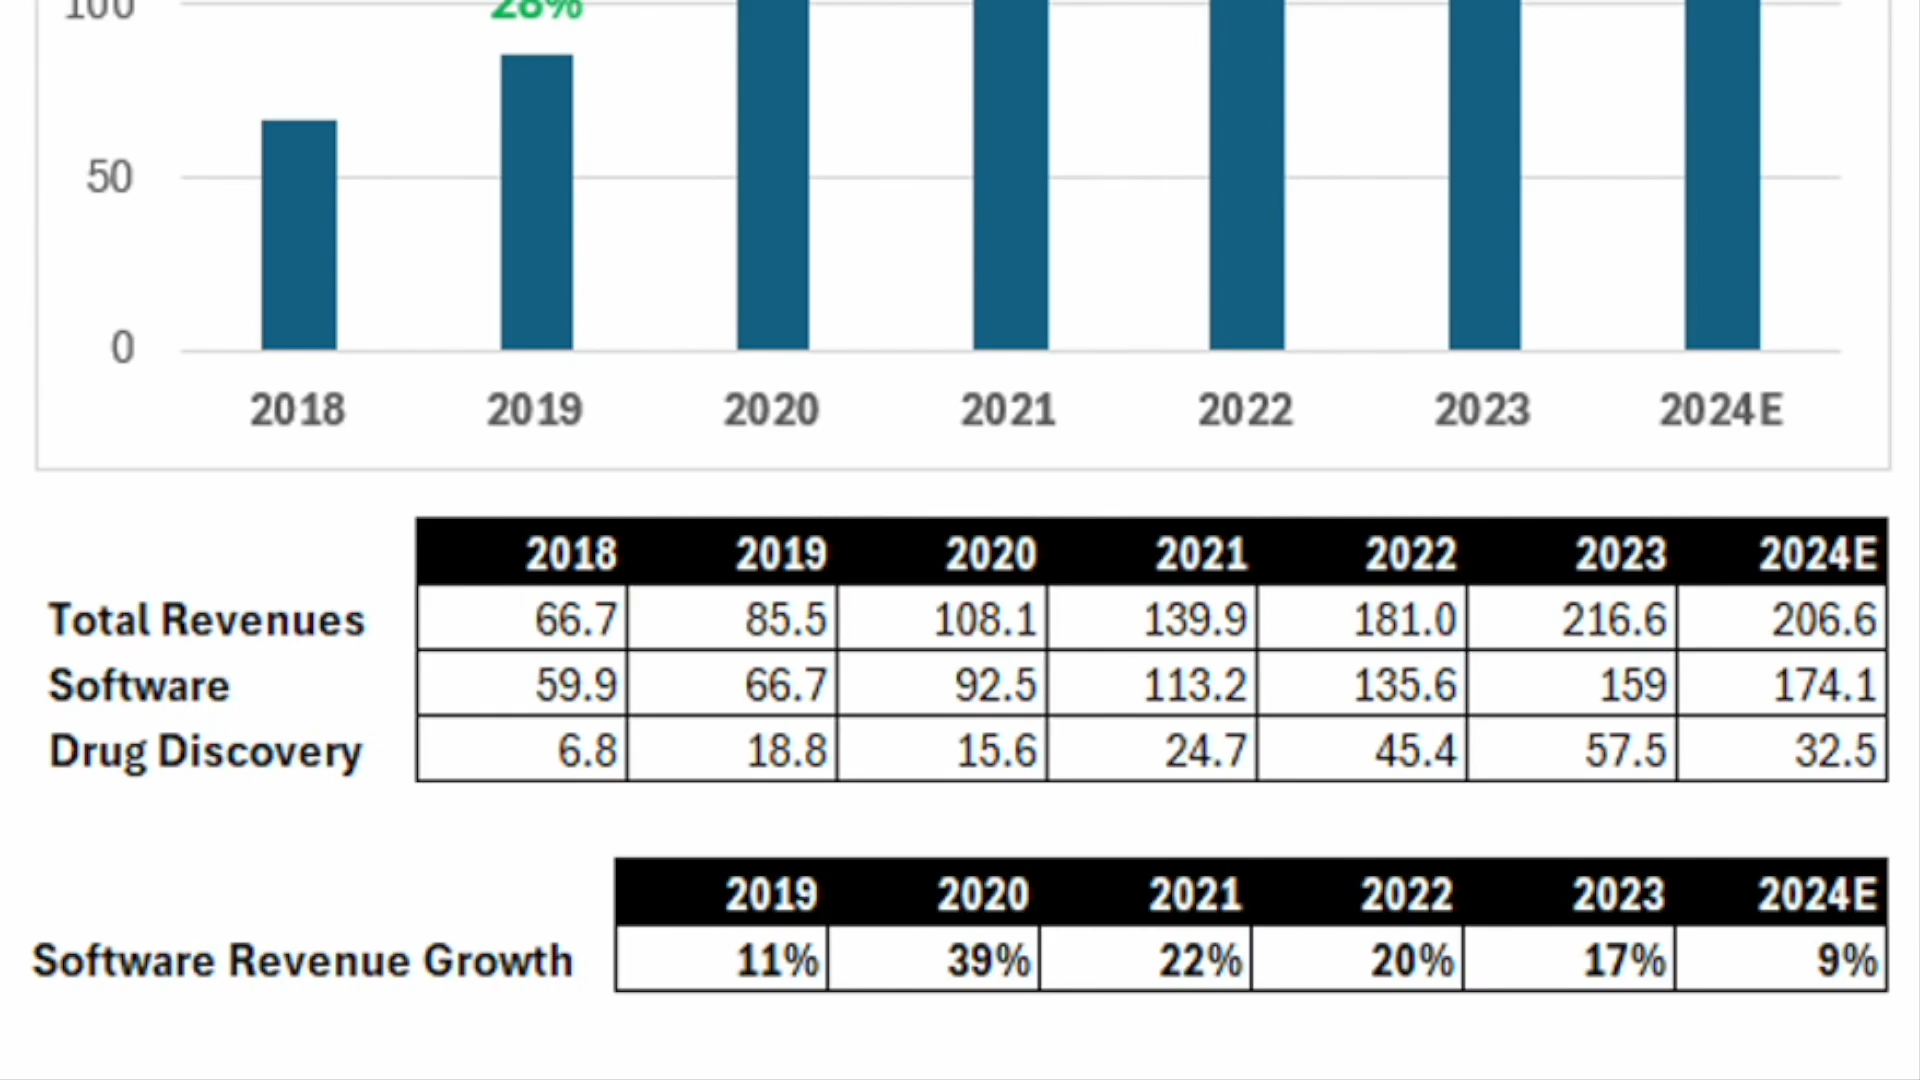 100
28%
50
0
2018 2019 2020 2021 2022 2023 2024E
2018 2019 2020 2021 2022 2023 2024E
Total Revenues 66.7 85.5 108.1 139.9 181.0 216.6 206.6
Software 59.9 66.7 92.5 113.2 135.6 159 174.1
Drug Discovery 6.8 18.8 15.6 24.7 45.4 57.5 32.5
2019 2020 2021 2022 2023 2024E
Software Revenue Growth 11% 39% 22% 20% 17% 9%